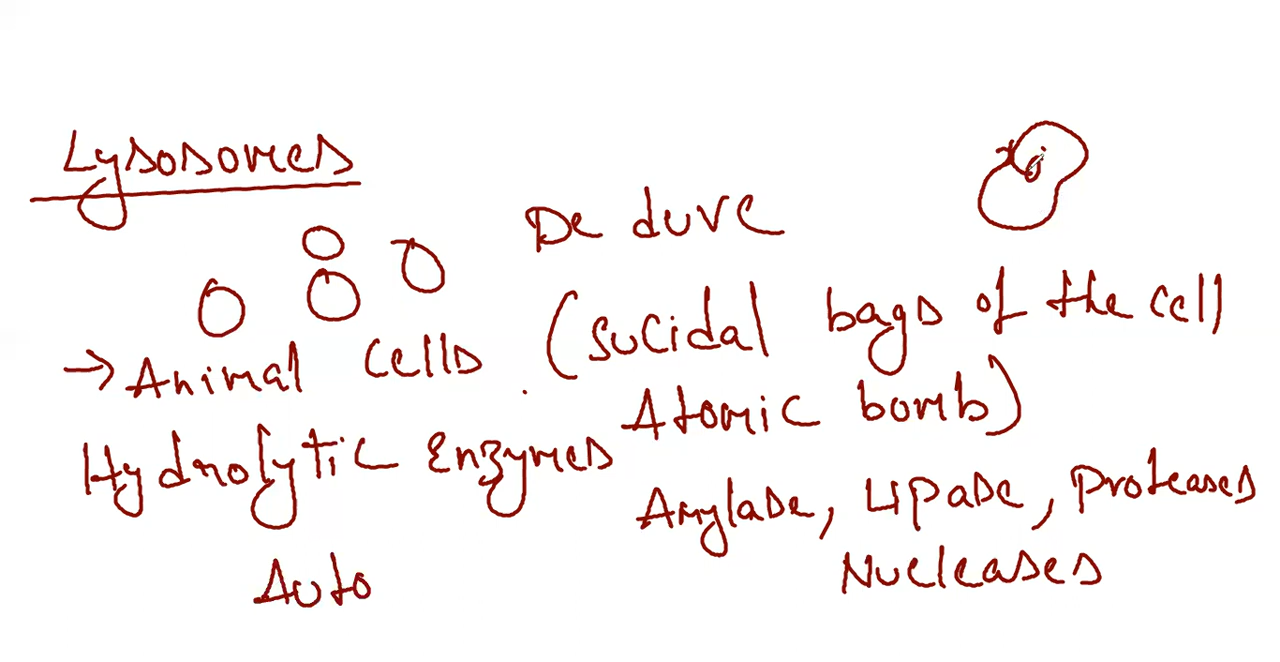 Lysosomes
De duve
(sucidal bags of the cell
→ Animal cells
Atomic bomb)
Hydrolytic Enzymes
Amylase, Lipase, Proteases
Nucleases
Auto